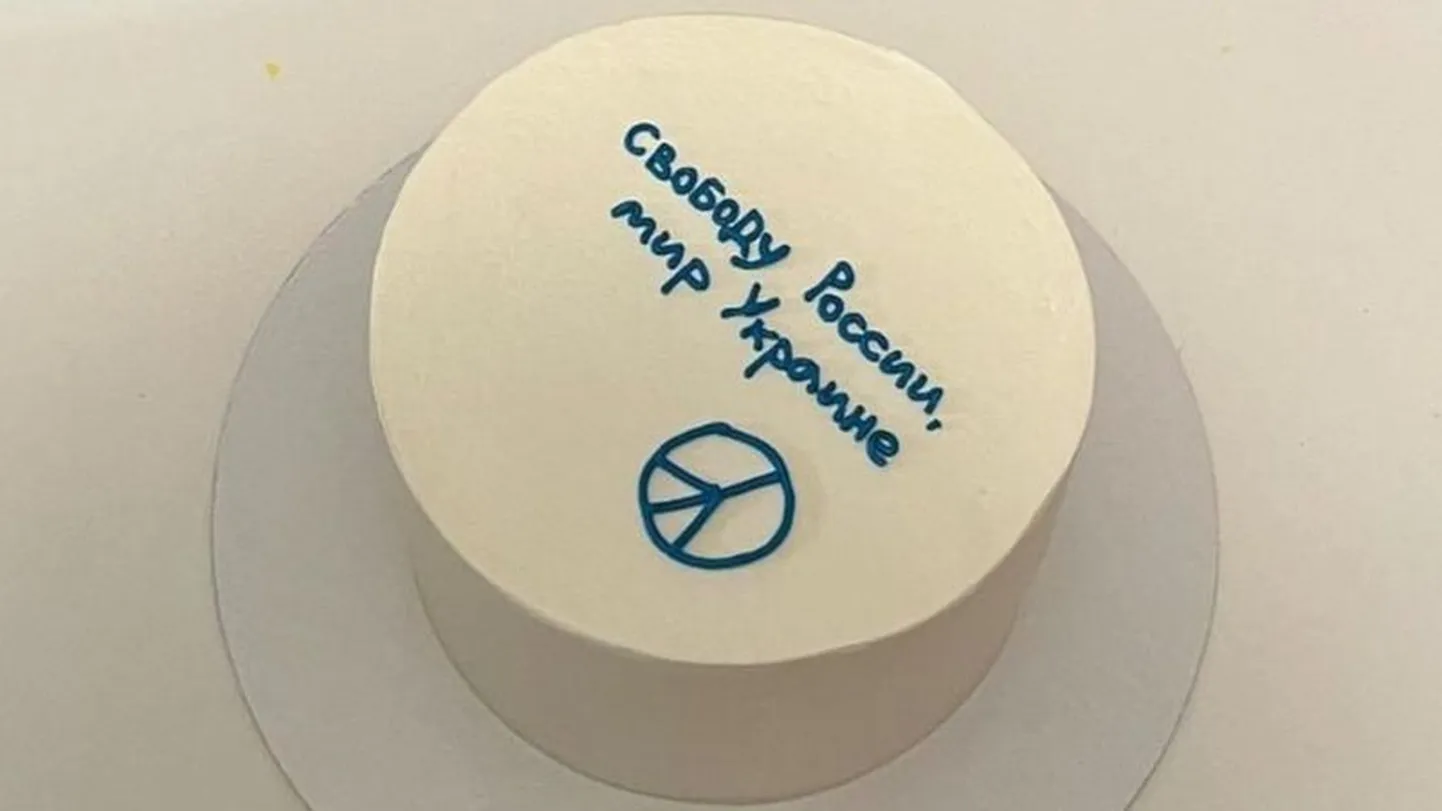 свободу России,
мир Украине